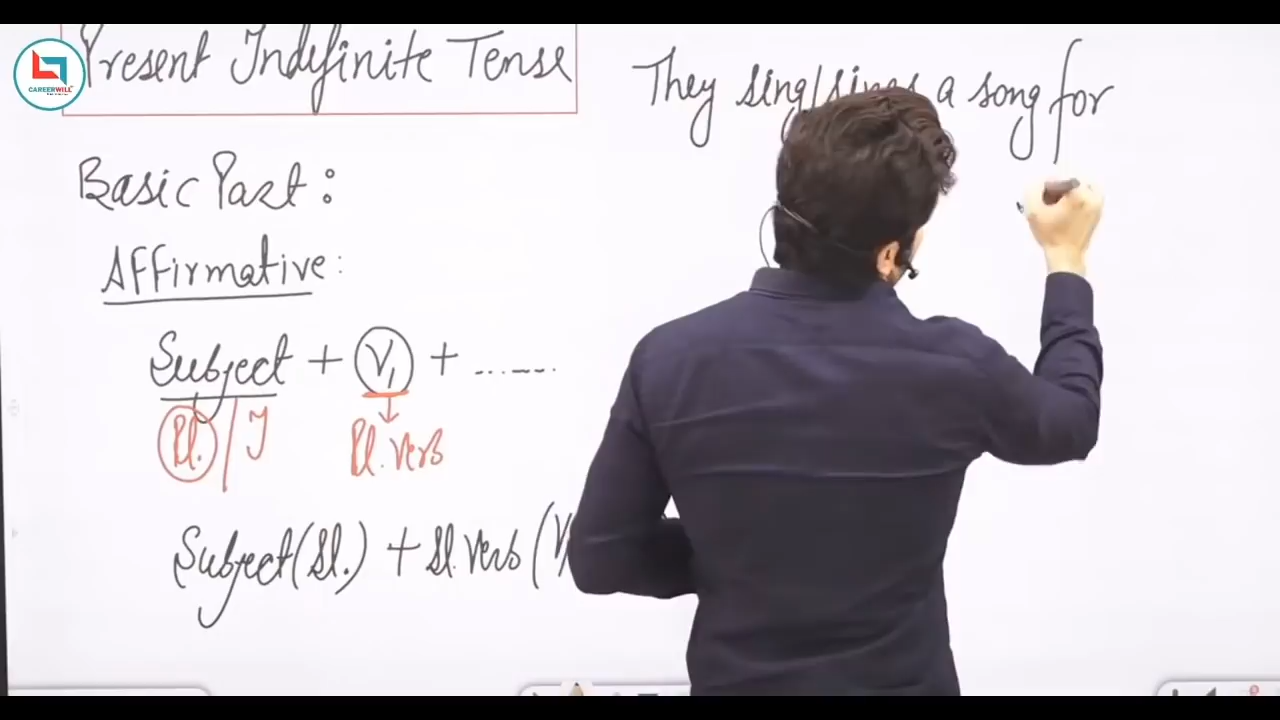 CAREERWILL
Present Indefinite Tense
Basic Part:
Affirmative:
Subject + V1 + .......
Pl. / I
Pl. Verb
Subject (Sl.) + Sl. Verb (V
They sing/sings a song for